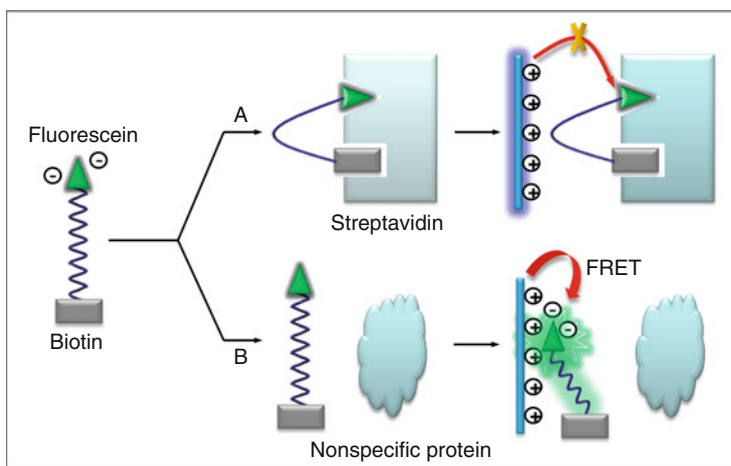 A
Fluorescein
- -
+
+
+
+
+
Streptavidin
Biotin
B
FRET
+
-
+
-
+
+
+
Nonspecific protein